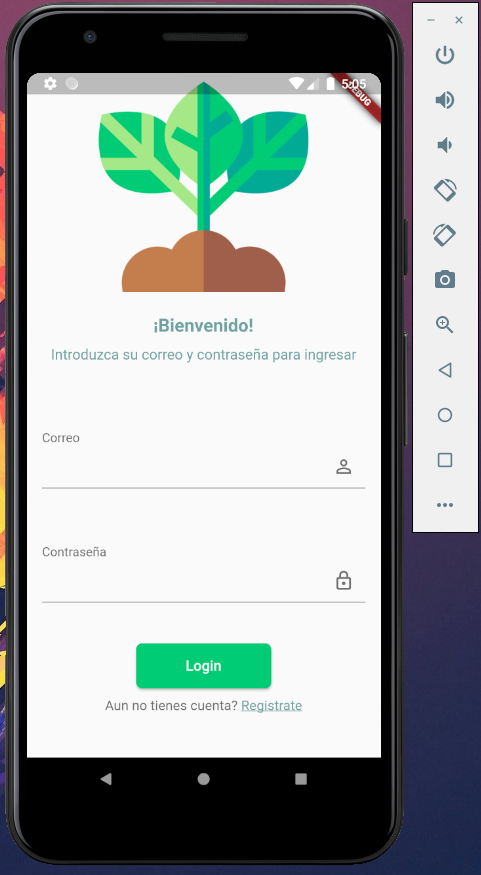 5:05
DEBUG
¡Bienvenido!
Introduzca su correo y contraseña para ingresar
Correo
Contraseña
Login
Aun no tienes cuenta? Registrate